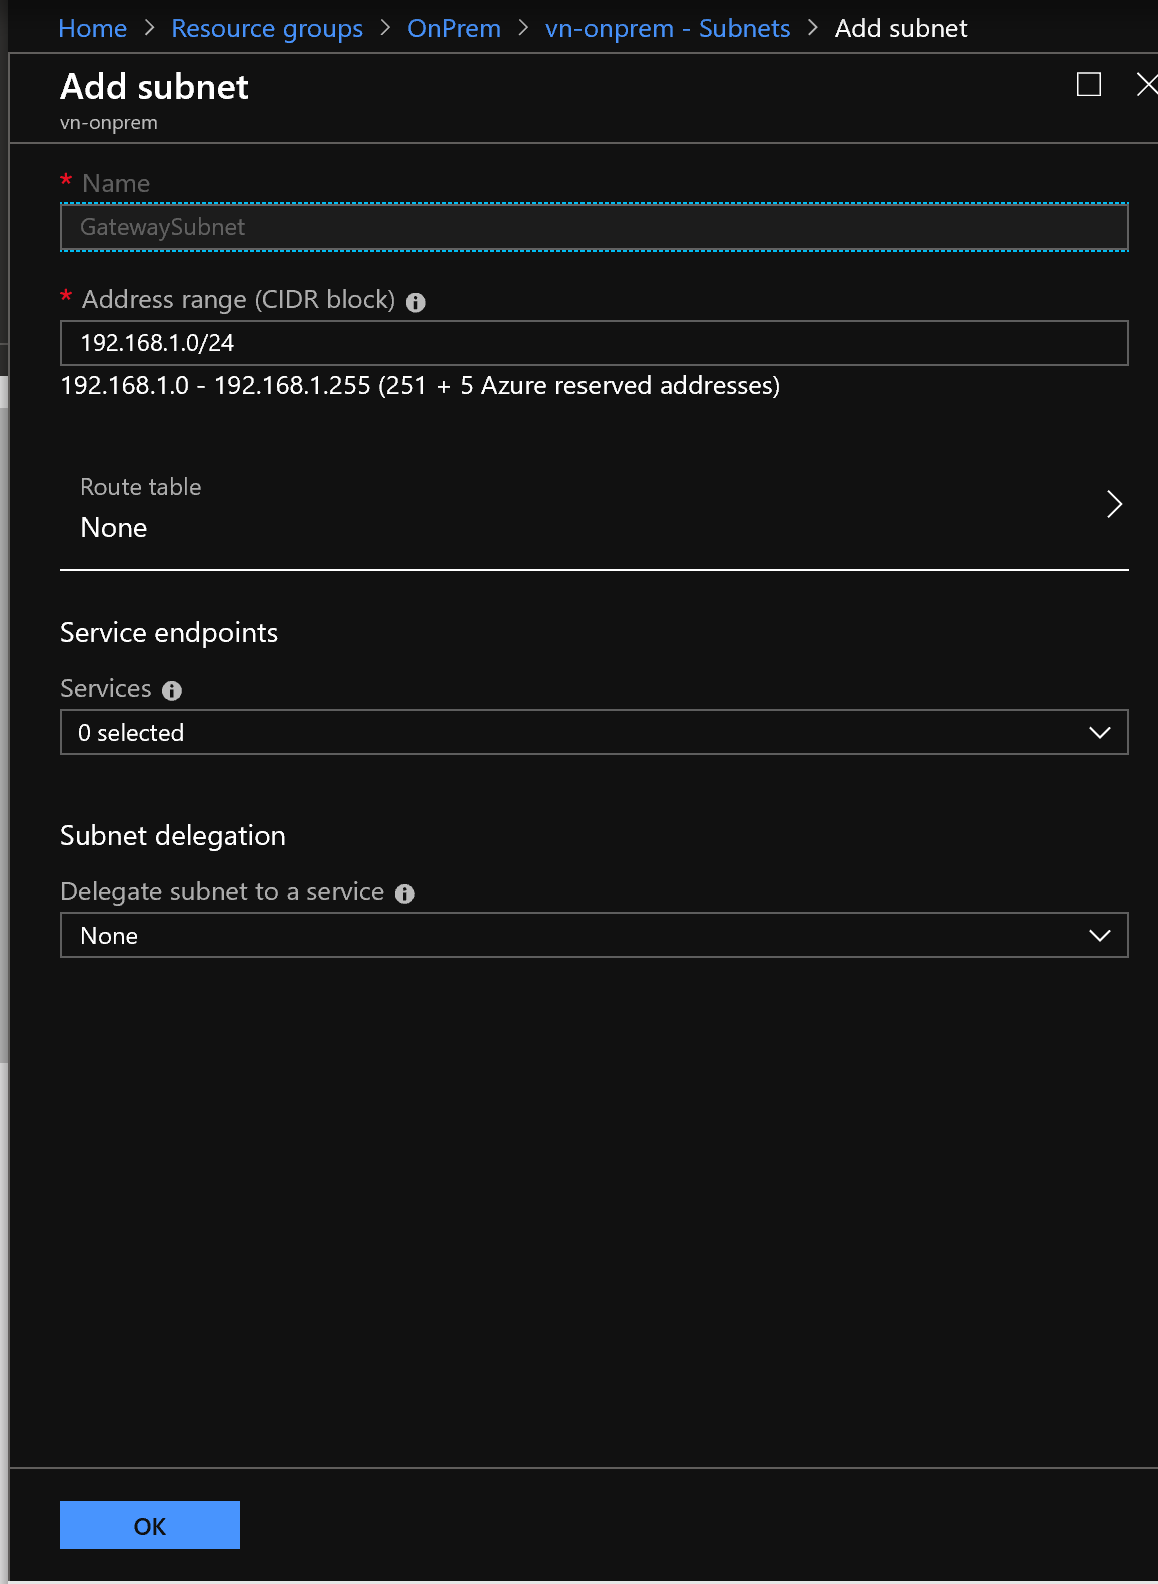 Home > Resource groups > OnPrem > vn-onprem - Subnets > Add subnet
Add subnet
vn-onprem
* Name
GatewaySubnet
* Address range (CIDR block)
192.168.1.0/24
192.168.1.0 - 192.168.1.255 (251 + 5 Azure reserved addresses)
Route table
None
Service endpoints
Services
0 selected
Subnet delegation
Delegate subnet to a service
None
OK